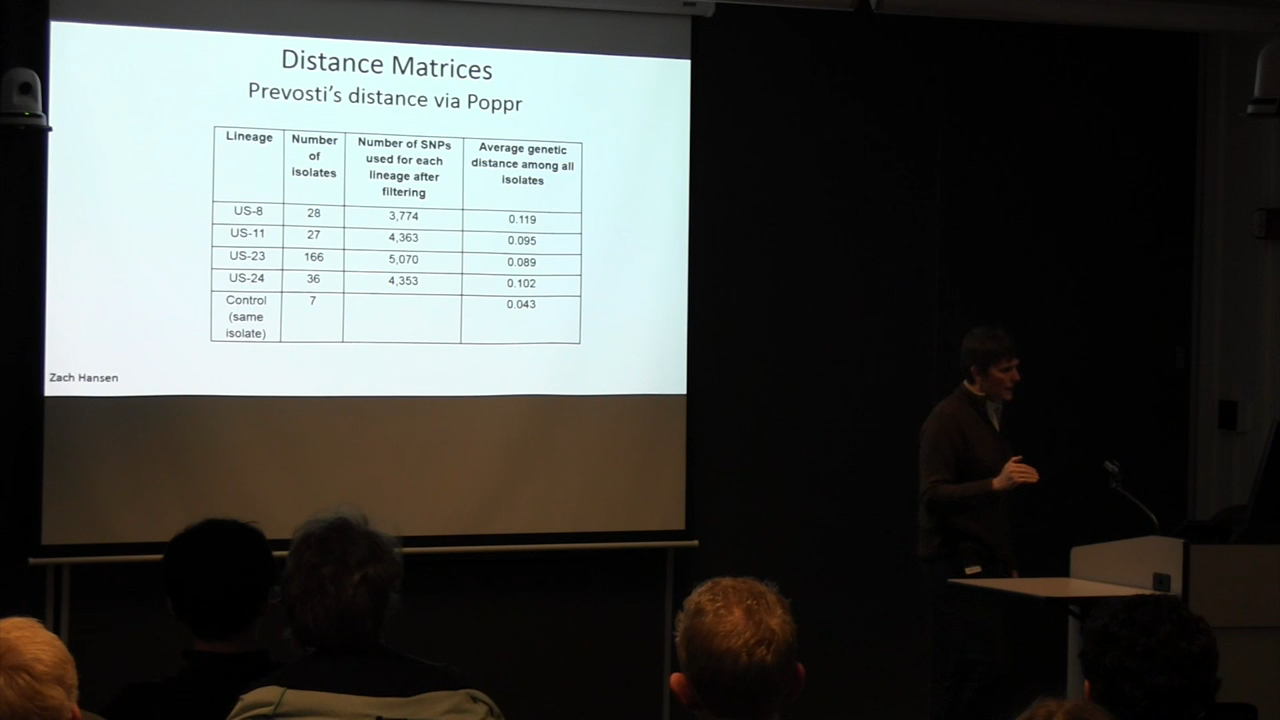 Distance Matrices
Prevosti's distance via Poppr
Lineage
Number
of
isolates
Number of SNPs
used for each
lineage after
filtering
Average genetic
distance among all
isolates
US-8 28 3,774 0.119
US-11 27 4,363 0.095
US-23 166 5,070 0.089
US-24 36 4,353 0.102
Control
(same
isolate)
7
0.043
Zach Hansen